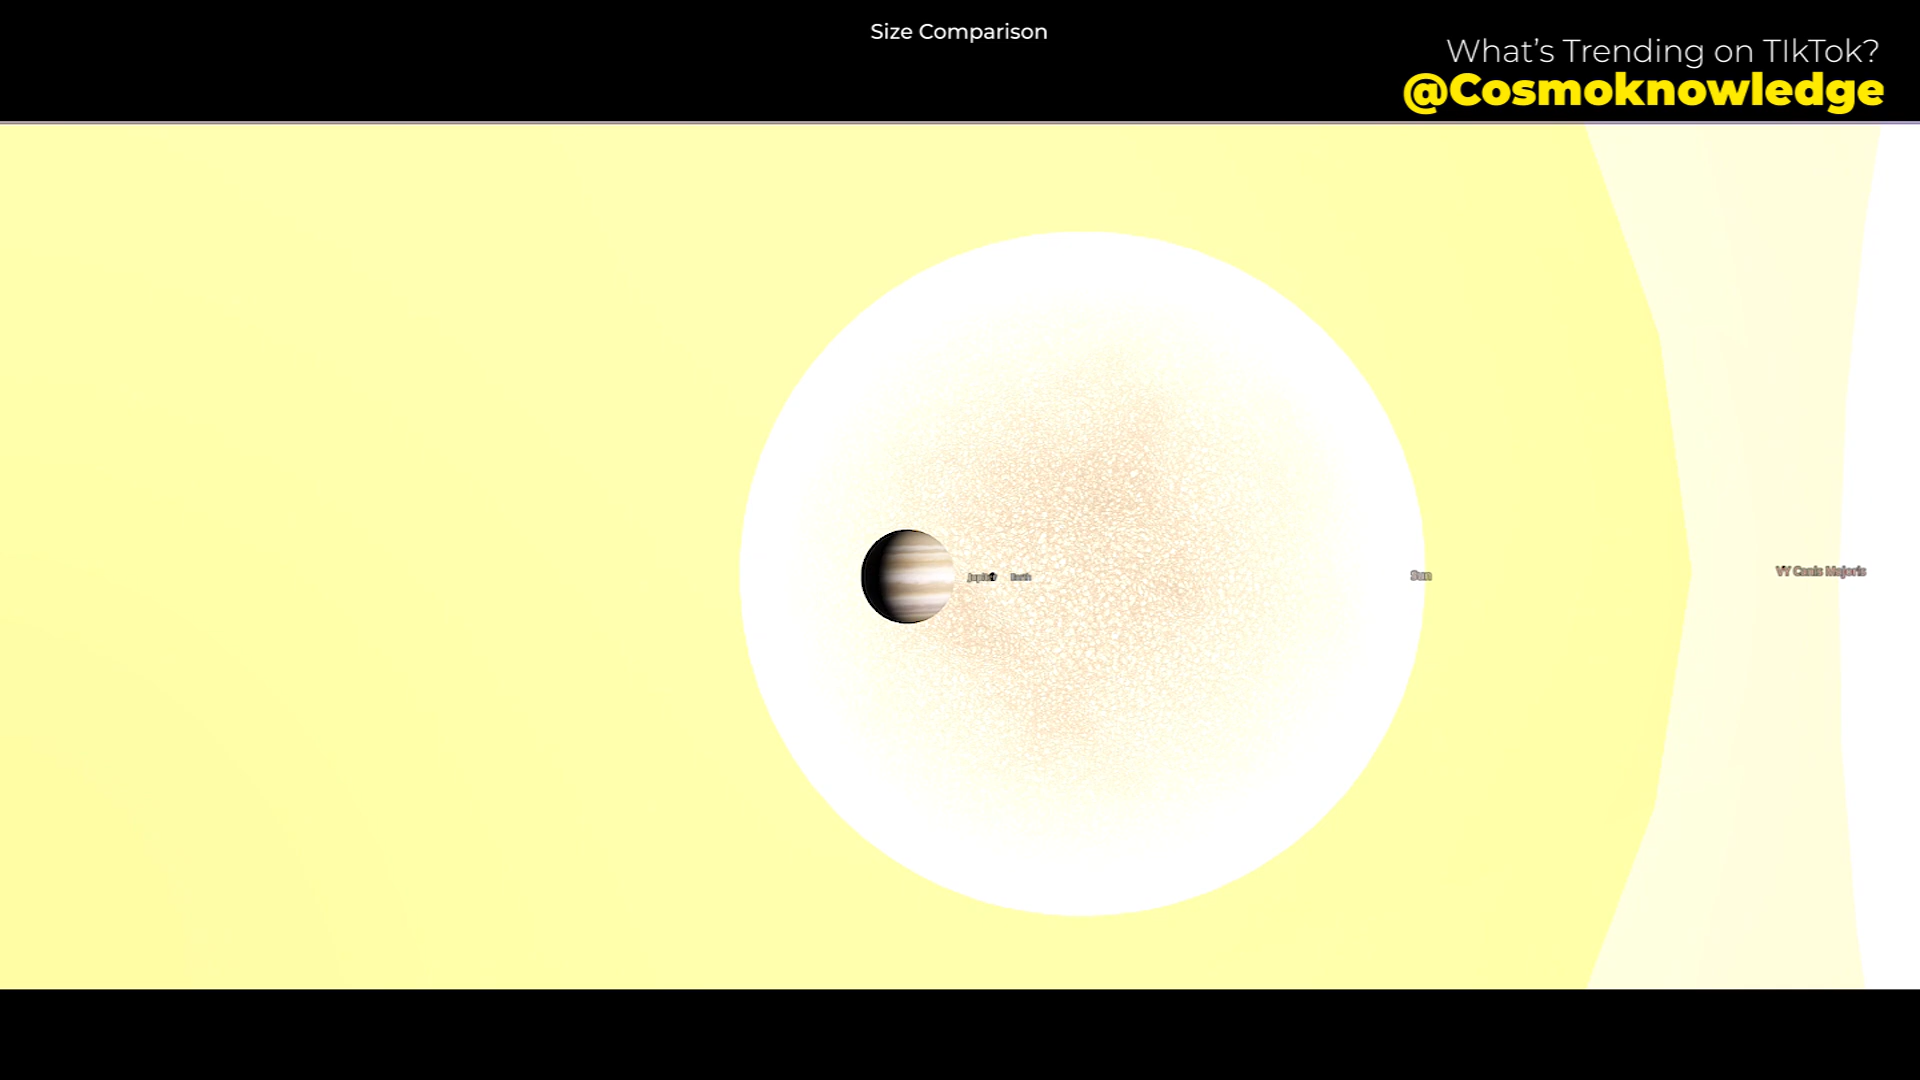 Size Comparison
What's Trending on TIkTok?
@Cosmoknowledge
Jupiter
Earth
Sun
VY Canis Majoris